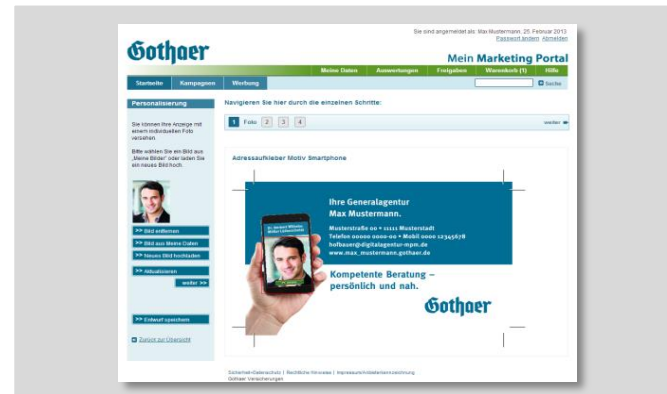 Sie sind angemeldet als: Max Mustermann, 25. Februar 2013
Passwort ändern Abmelden
Gothaer
Mein Marketing Portal
Meine Daten Auswertungen Freigaben Warenkorb (1) Hilfe
Startseite Kampagnen Werbung
Suche
Personalisierung
Sie können Ihre Anzeige mit
einem individuellen Foto
versehen.
Bitte wählen Sie ein Bild aus
„Meine Bilder" oder laden Sie
ein neues Bild hoch.
>> Bild entfernen
>> Bild aus Meine Daten
>> Neues Bild hochladen
>> Aktualisieren
weiter >>
>> Entwurf speichern
Zurück zur Übersicht
Navigieren Sie hier durch die einzelnen Schritte:
1 Foto 2 3 4
weiter
Adressaufkleber Motiv Smartphone
Ihre Generalagentur
Max Mustermann.
Musterstraße 00 • 11111 Musterstadt
Telefon 00000 0000-00 • Mobil 0000 12345678
hofbauer@digitalagentur-mpm.de
www.max_mustermann.gothaer.de
Kompetente Beratung –
persönlich und nah.
Gothaer
Sicherheit+Datenschutz | Rechtliche Hinweise | Impressum/Anbieterkennzeichnung
Gothaer Versicherungen